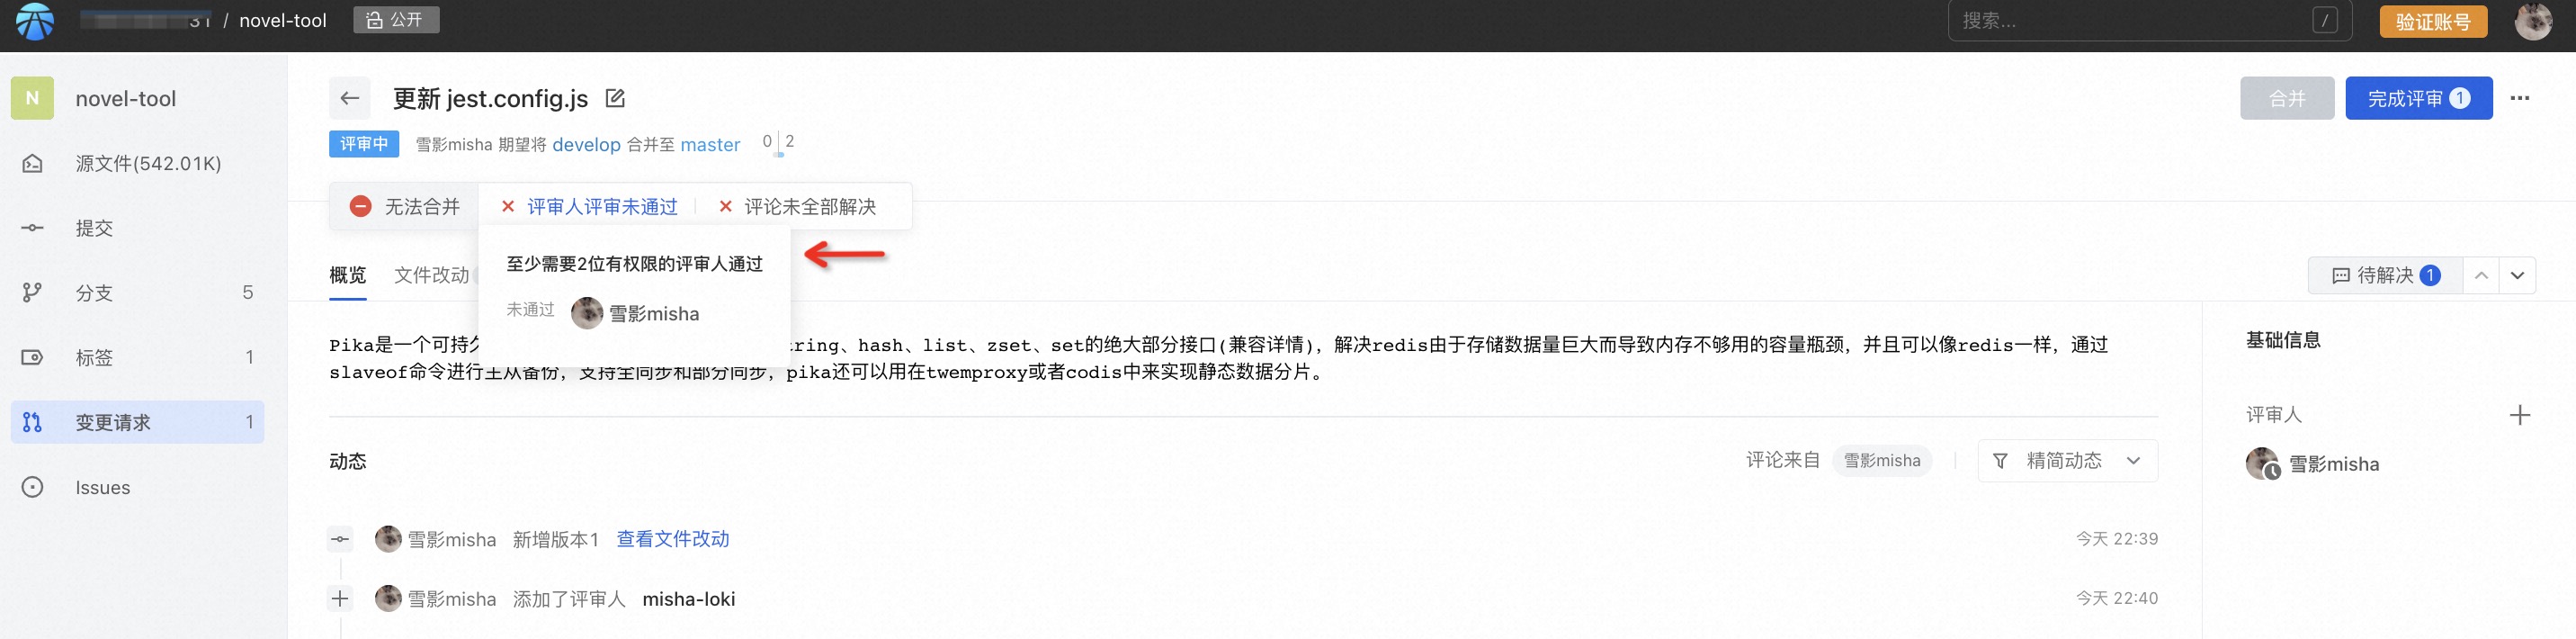 / novel-tool 公开 搜索... / 验证账号
N novel-tool
源文件(542.01K)
提交
分支 5
标签 1
变更请求 1
Issues
更新 jest.config.js
合并 完成评审 1 ...
评审中 雪影misha 期望将 develop 合并至 master 0 2
无法合并 评审人评审未通过 评论未全部解决
至少需要2位有权限的评审人通过
未通过 雪影misha
概览 文件改动
待解决 1
Pika是一个可持 tring、hash、list、zset、set的绝大部分接口(兼容详情)，解决redis由于存储数据量巨大而导致内存不够用的容量瓶颈，并且可以像redis一样，通过
slaveof命令进行主从备份，支持全同步和部分同步，pika还可以用在twemproxy或者codis中来实现静态数据分片。
动态 评论来自 雪影misha 精简动态
雪影misha 新增版本1 查看文件改动 今天 22:39
雪影misha 添加了评审人 misha-loki 今天 22:40
基础信息
评审人
雪影misha